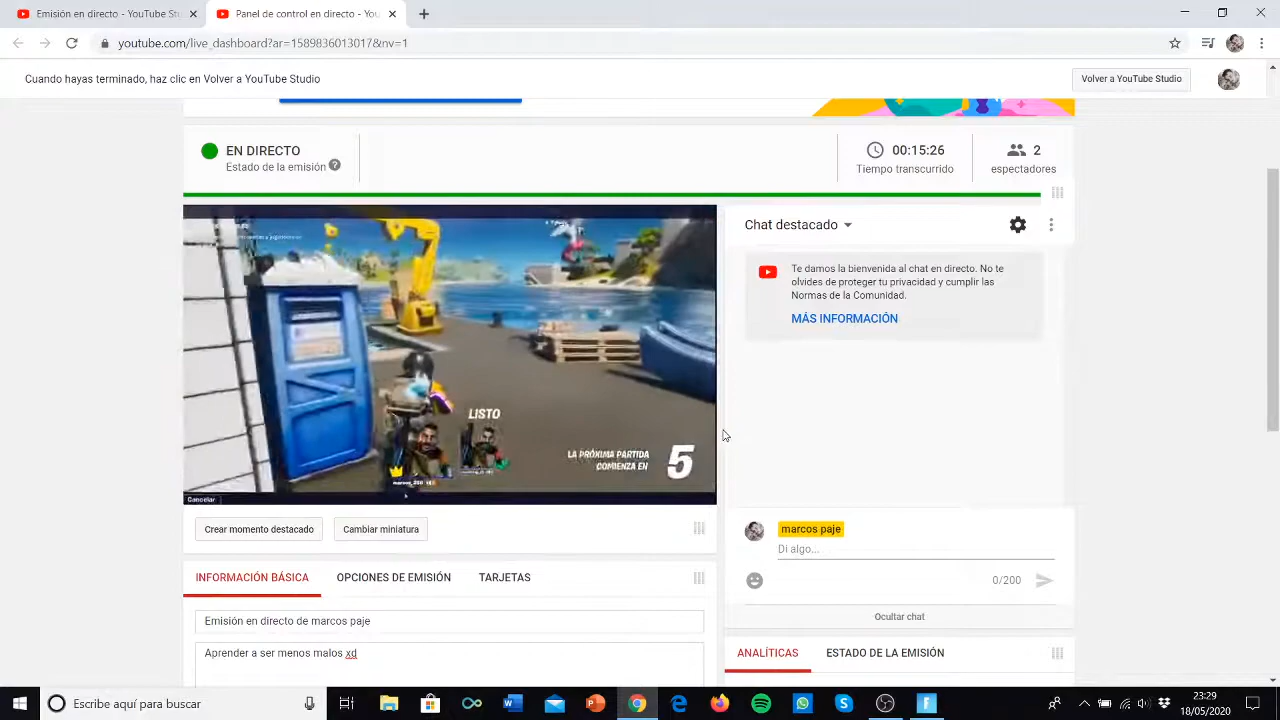 Emisión en directo de marcos paje - YouTu
Panel de control en directo - You
youtube.com/live_dashboard?ar=1589836013017&nv=1
Cuando hayas terminado, haz clic en Volver a YouTube Studio
Volver a YouTube Studio
EN DIRECTO
Estado de la emisión
00:15:26
Tiempo transcurrido
2
espectadores
LISTO
LA PRÓXIMA PARTIDA
COMIENZA EN
5
Cancelar
Chat destacado
Te damos la bienvenida al chat en directo. No te
olvides de proteger tu privacidad y cumplir las
Normas de la Comunidad.
MÁS INFORMACIÓN
marcos paje
Di algo...
0/200
Ocultar chat
Crear momento destacado
Cambiar miniatura
INFORMACIÓN BÁSICA
OPCIONES DE EMISIÓN
TARJETAS
Emisión en directo de marcos paje
Aprender a ser menos malos xd
ANALÍTICAS
ESTADO DE LA EMISIÓN
Escribe aquí para buscar
23:29
18/05/2020